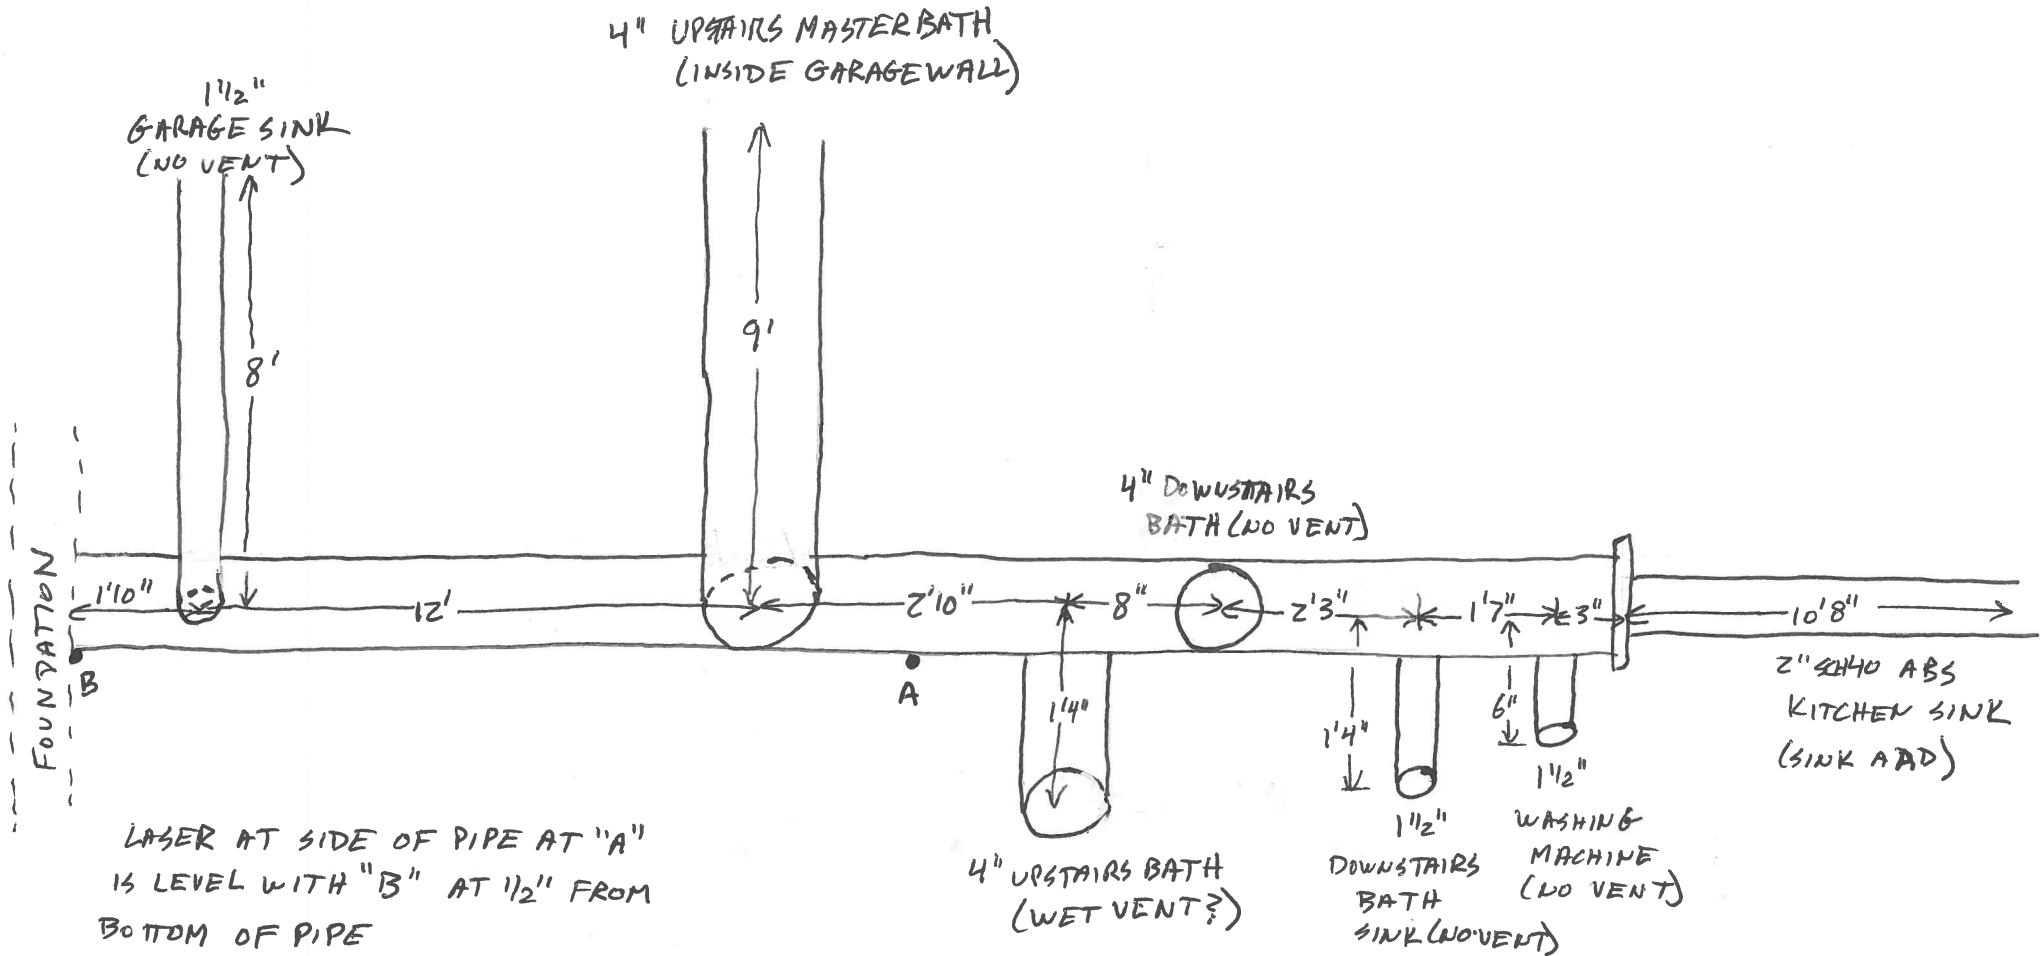 4" UPSTAIRS MASTER BATH
(INSIDE GARAGE WALL)
1 1/2"
GARAGE SINK
(NO VENT)
8'
9'
4" DOWNSTAIRS
BATH (NO VENT)
FOUNDATION
1'10"
12'
2'10"
8"
2'3"
1'7"
3"
10'8"
B
A
1'4"
1'4"
6"
2" SCH40 ABS
KITCHEN SINK
(SINK ADD)
4" UPSTAIRS BATH
(WET VENT?)
1 1/2"
DOWNSTAIRS
BATH
SINK (NO VENT)
1 1/2"
WASHING
MACHINE
(NO VENT)
LASER AT SIDE OF PIPE AT "A"
IS LEVEL WITH "B" AT 1/2" FROM
BOTTOM OF PIPE